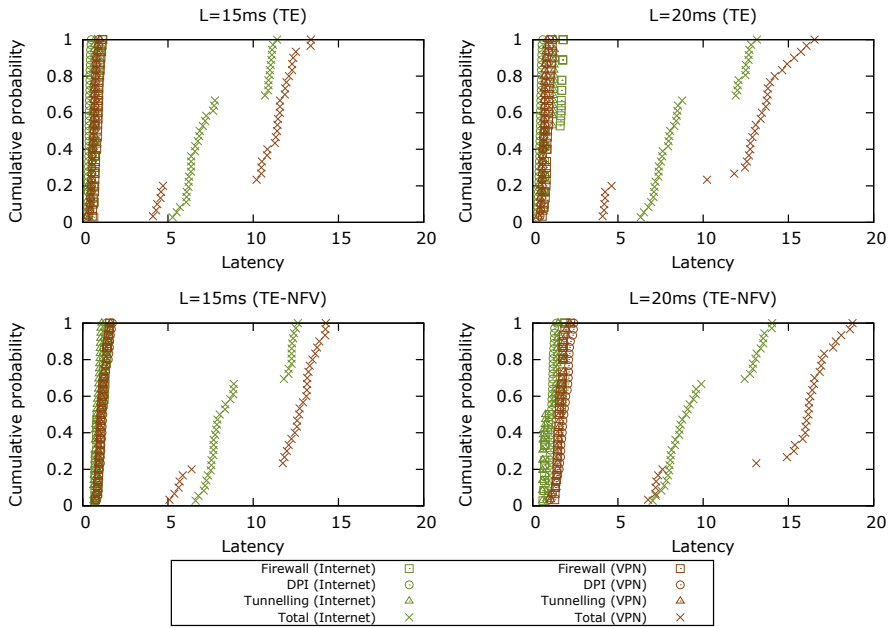 L=15ms (TE)
Cumulative probability
1
0.8
0.6
0.4
0.2
0
0 5 10 15 20
Latency
L=20ms (TE)
Cumulative probability
1
0.8
0.6
0.4
0.2
0
0 5 10 15 20
Latency
L=15ms (TE-NFV)
Cumulative probability
1
0.8
0.6
0.4
0.2
0
0 5 10 15 20
Latency
L=20ms (TE-NFV)
Cumulative probability
1
0.8
0.6
0.4
0.2
0
0 5 10 15 20
Latency
Firewall (Internet)
DPI (Internet)
Tunnelling (Internet)
Total (Internet)
Firewall (VPN)
DPI (VPN)
Tunnelling (VPN)
Total (VPN)